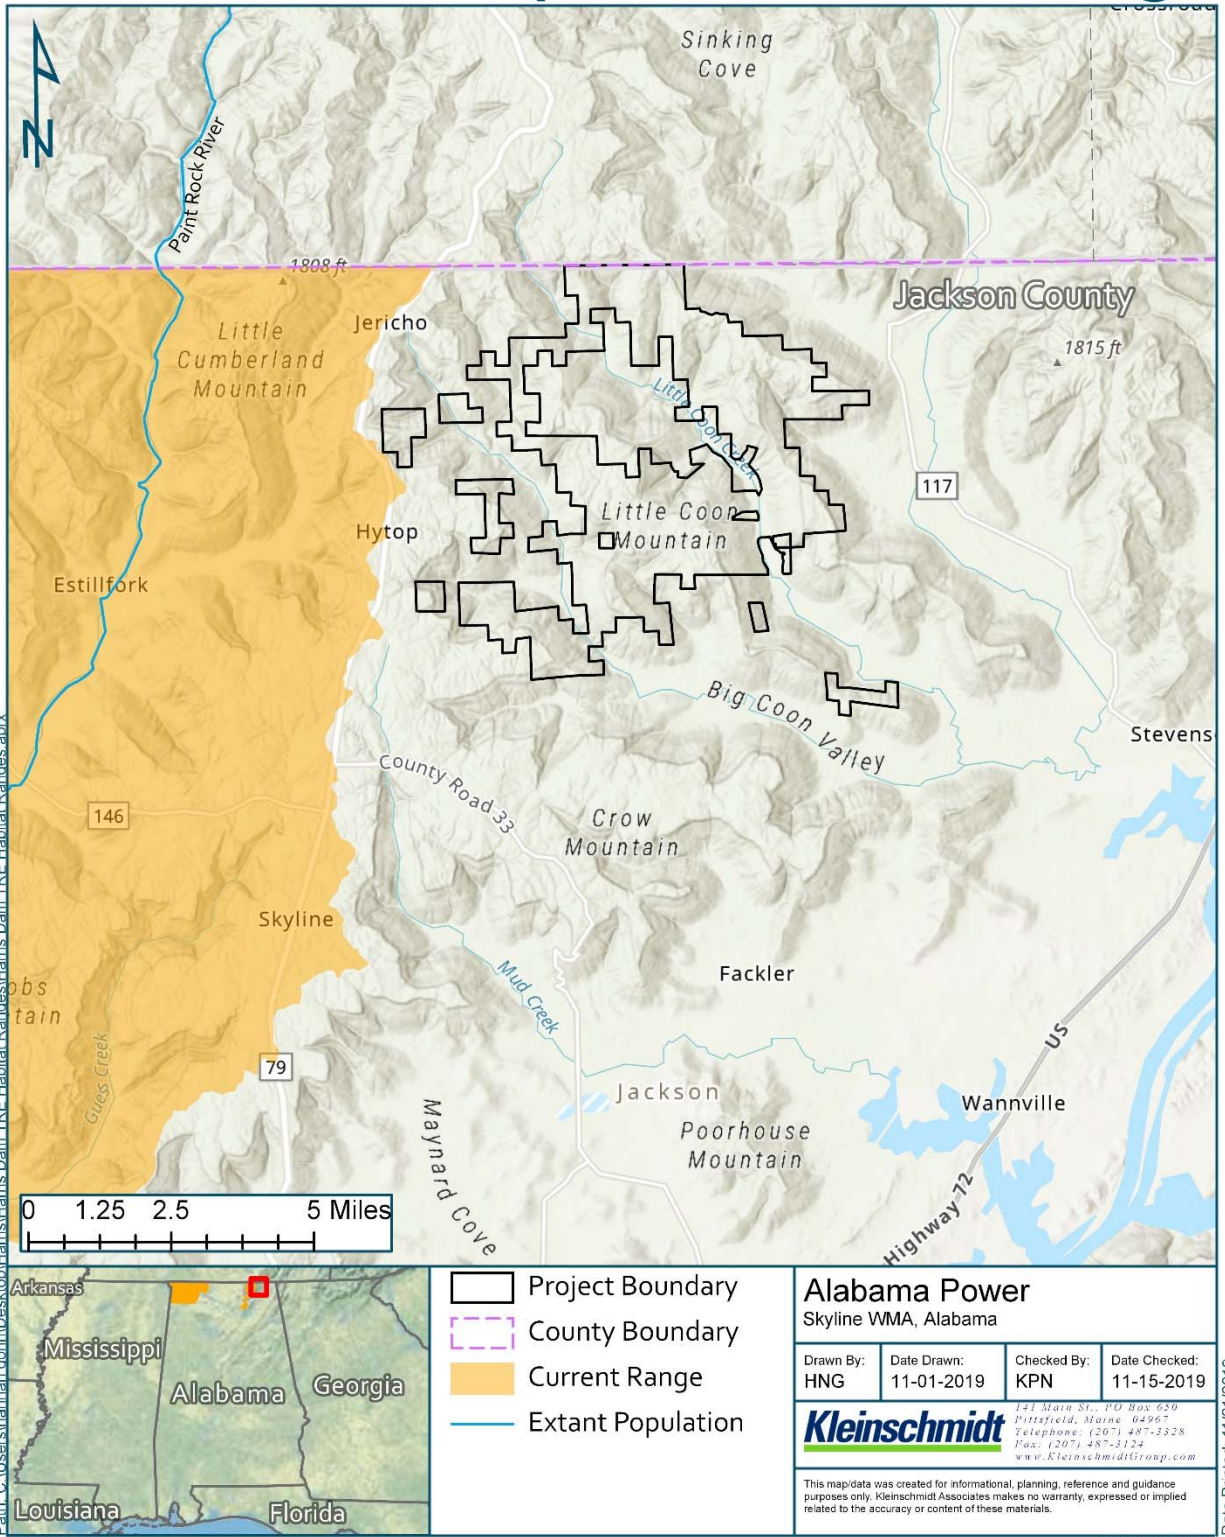 Sinking
Cove
N
Paint Rock River
1808 ft
Jackson County
Jericho
Little
Cumberland
Mountain
1815 ft
Little Coon Creek
117
Hytop
Little Coon
Mountain
Estillfork
Big Coon Valley
Stevens
County Road 33
146
Crow
Mountain
Skyline
Fackler
obs
tain
Mud Creek
US
79
Guess Creek
Jackson
Wannville
Maynard Cove
Poorhouse
Mountain
Highway 72
0 1.25 2.5 5 Miles
Arkansas
Mississippi
Alabama
Georgia
Louisiana
Florida
Project Boundary
County Boundary
Current Range
Extant Population
Alabama Power
Skyline WMA, Alabama
Drawn By:
HNG
Date Drawn:
11-01-2019
Checked By:
KPN
Date Checked:
11-15-2019
Kleinschmidt
141 Main St., PO Box 650
Pittsfield, Maine 04967
Telephone: (207) 487-3328
Fax: (207) 487-3124
www.KleinschmidtGroup.com
This map/data was created for informational, planning, reference and guidance
purposes only. Kleinschmidt Associates makes no warranty, expressed or implied
related to the accuracy or content of these materials.